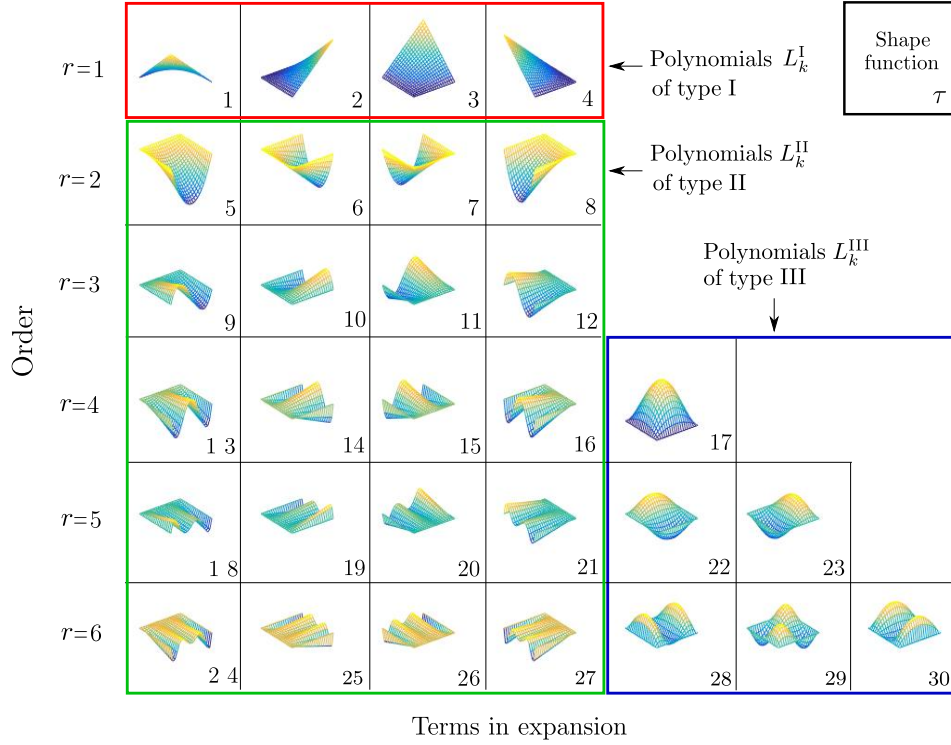 r=1
1
2
3
4
Polynomials L_k^I
of type I
Shape
function
τ
r=2
5
6
7
8
Polynomials L_k^II
of type II
r=3
9
10
11
12
Polynomials L_k^III
of type III
Order
r=4
1 3
14
15
16
17
r=5
1 8
19
20
21
22
23
r=6
2 4
25
26
27
28
29
30
Terms in expansion